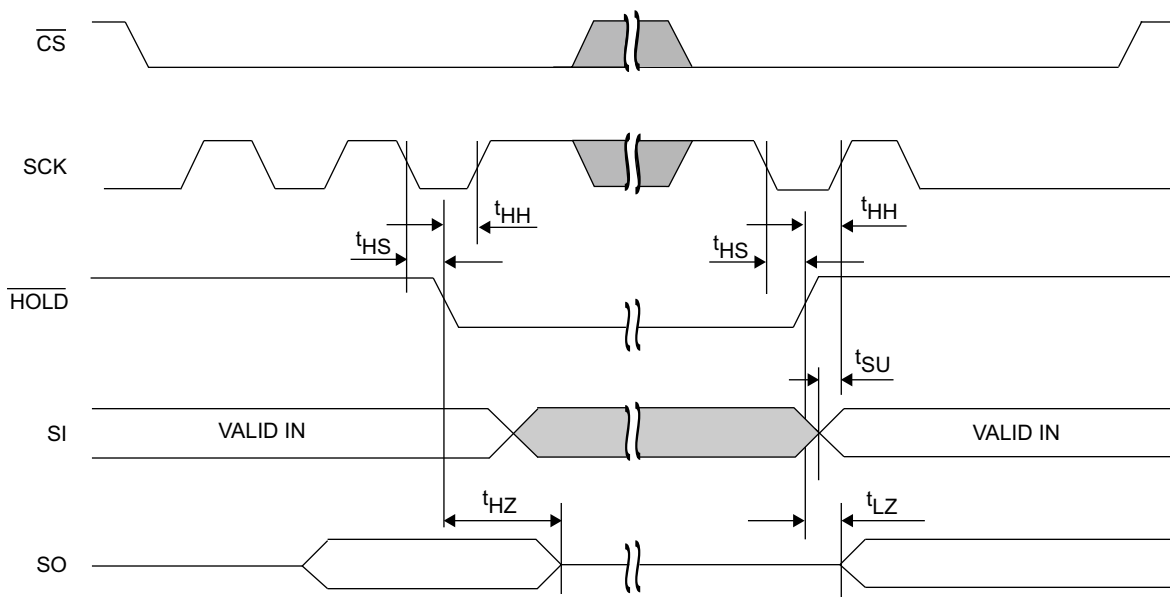 CS
SCK
tHH
tHH
tHS
tHS
HOLD
tSU
SI
VALID IN
VALID IN
tHZ
tLZ
SO